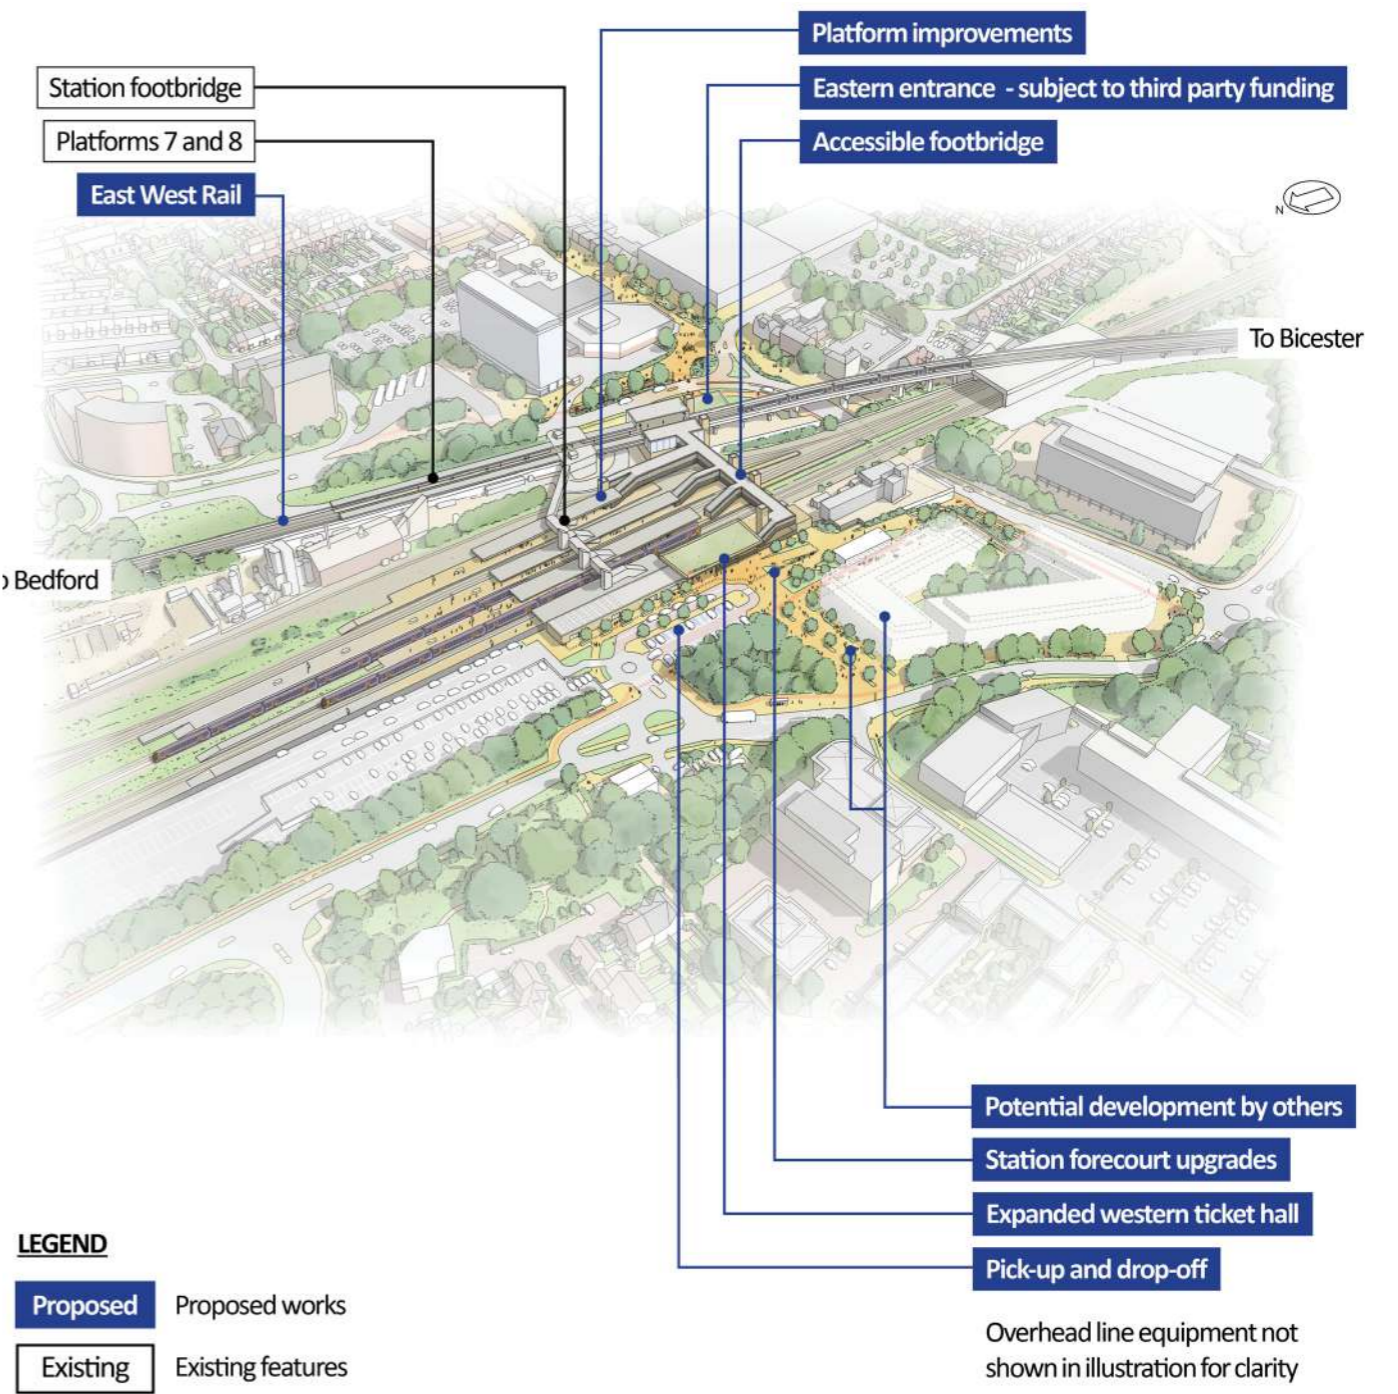 Platform improvements
Station footbridge
Eastern entrance - subject to third party funding
Platforms 7 and 8
Accessible footbridge
East West Rail
N
To Bicester
o Bedford
Potential development by others
Station forecourt upgrades
Expanded western ticket hall
LEGEND
Pick-up and drop-off
Proposed Proposed works
Overhead line equipment not
shown in illustration for clarity
Existing Existing features